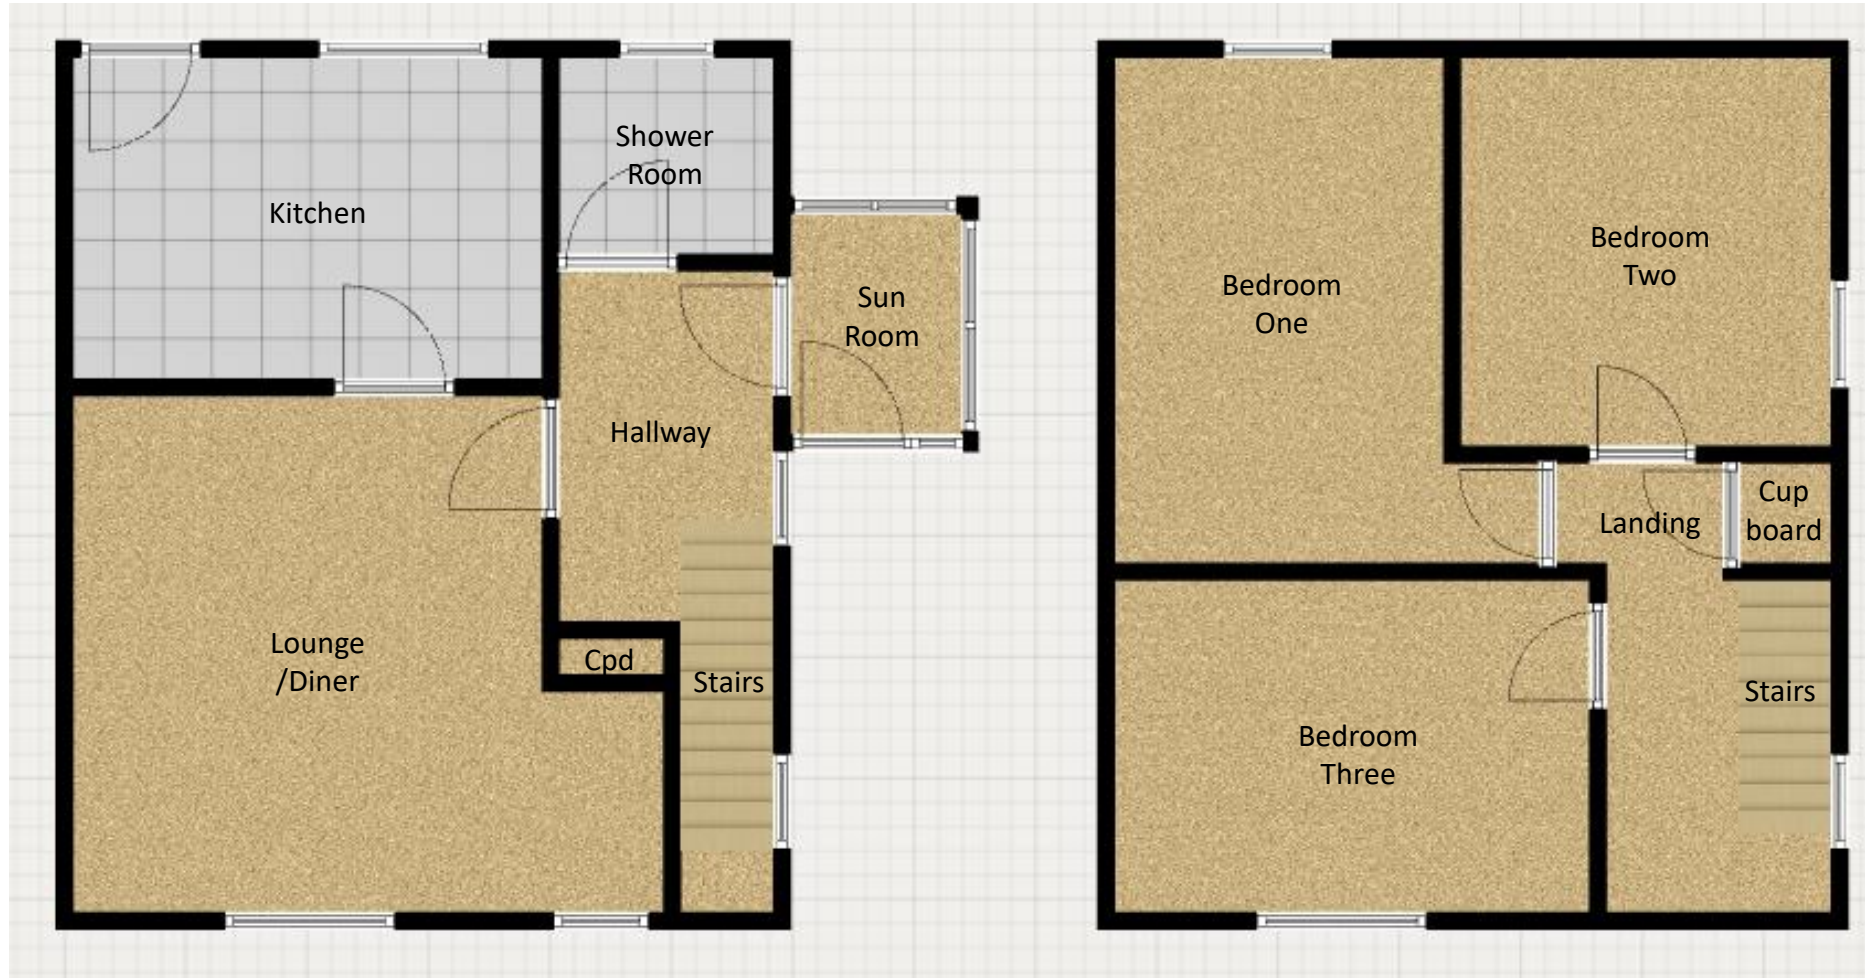 Kitchen
Shower
Room
Sun
Room
Hallway
Lounge
/Diner
Cpd
Stairs
Bedroom
One
Bedroom
Two
Landing
Cup
board
Bedroom
Three
Stairs